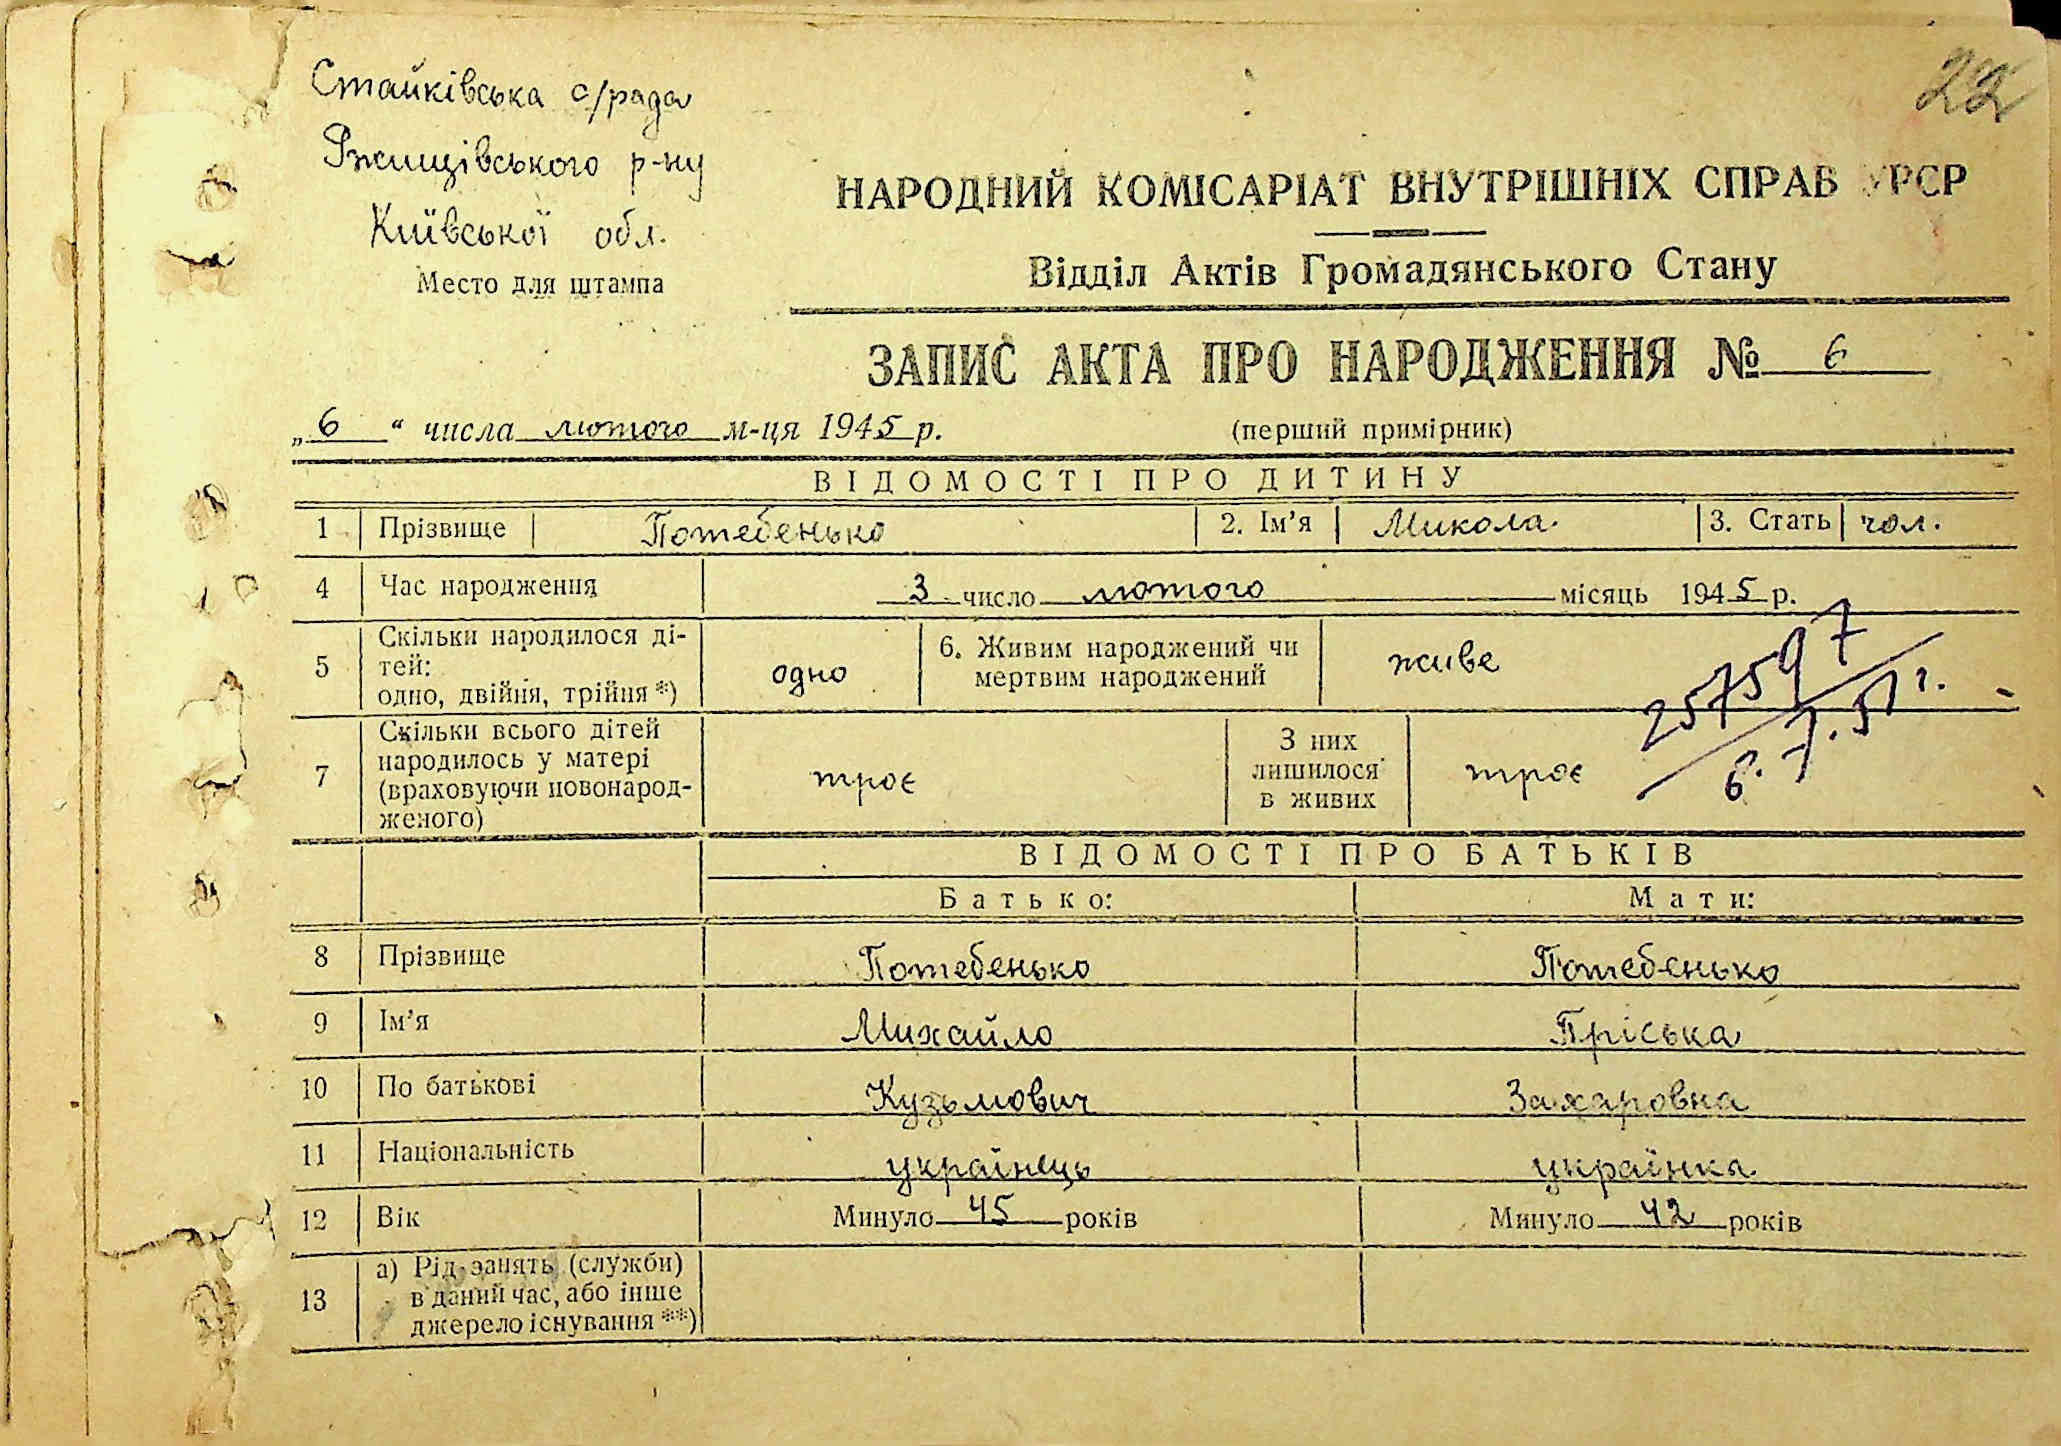 22
Стайківська с/рада
Ржищівського р-ну
Київської обл.
Место для штампа
НАРОДНИЙ КОМІСАРІАТ ВНУТРІШНІХ СПРАВ УРСР
Відділ Актів Громадянського Стану
ЗАПИС АКТА ПРО НАРОДЖЕННЯ № 6
„6“ числа лютого м-ця 1945 р. (перший примірник)
ВІДОМОСТІ ПРО ДИТИНУ
1 Прізвище Потебенько 2. Ім’я Микола. 3. Стать чол.
4 Час народження 3 число лютого місяць 1945 р.
5 Скільки народилося ді-
тей:
одно, двійня, трійня *) одно 6. Живим народжений чи
мертвим народжений живе
257597
6.7.51 г.
7 Скільки всього дітей
народилось у матері
(враховуючи новонарод-
женого) троє З них
лишилося
в живих троє
ВІДОМОСТІ ПРО БАТЬКІВ
Батько: Мати:
8 Прізвище Потебенько Потебенько
9 Ім’я Михайло Пріська
10 По батькові Кузьмович Захаровна
11 Національність українець українка
12 Вік Минуло 45 років Минуло 42 років
13 а) Рід занять (служби)
в даний час, або інше
джерело існування **)